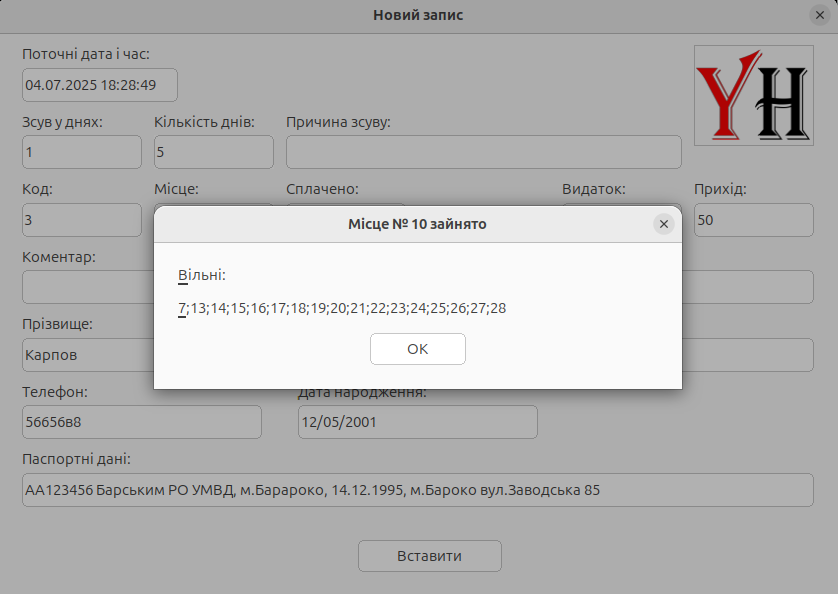 Новий запис
Поточні дата і час:
04.07.2025 18:28:49
УН
Зсув у днях: Кількість днів: Причина зсуву:
1 5
Код: Місце: Сплачено: Видаток: Прихід:
3 50
Місце № 10 зайнято
Коментар:
Вільні:
7;13;14;15;16;17;18;19;20;21;22;23;24;25;26;27;28
Прізвище:
Карпов
OK
Телефон: Дата народження:
56656в8 12/05/2001
Паспортні дані:
АА123456 Барським РО УМВД, м.Барароко, 14.12.1995, м.Бароко вул.Заводська 85
Вставити